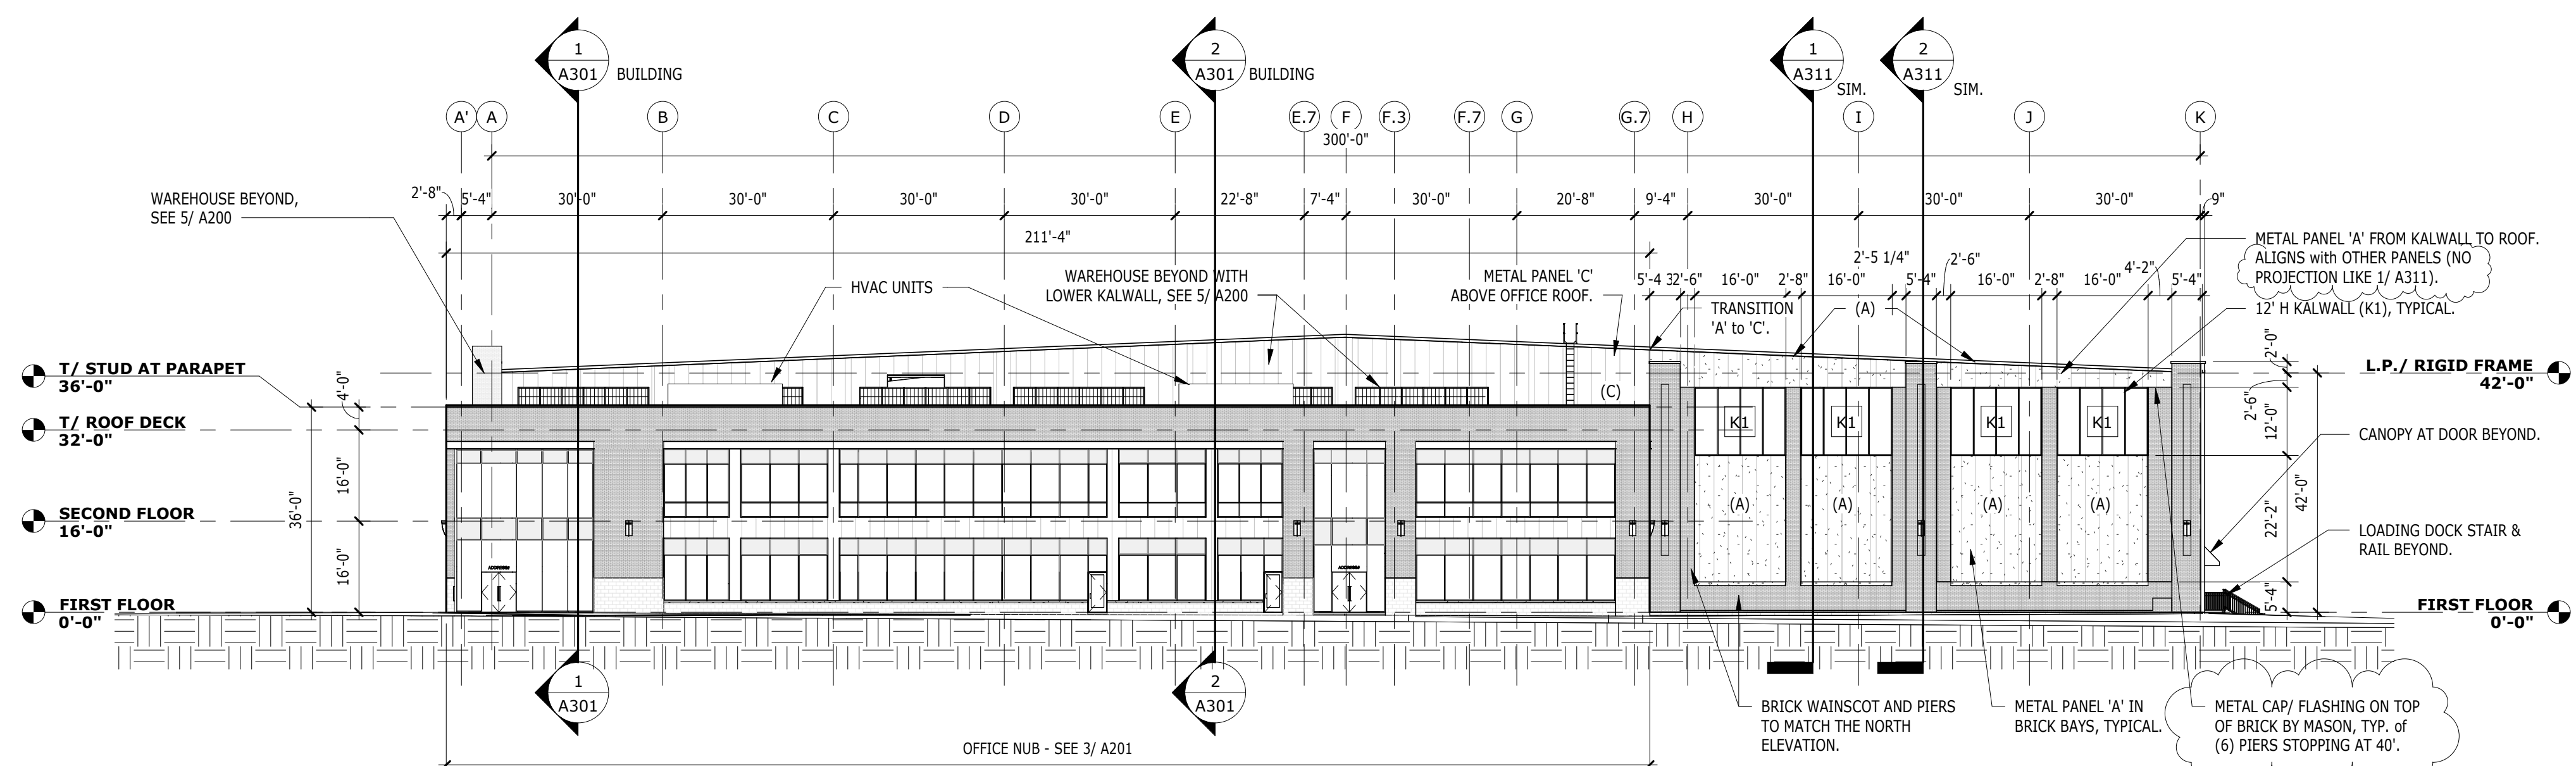 1
A301
BUILDING
2
A301
BUILDING
1
A311
SIM.
2
A311
SIM.
A'
A
B
C
D
E
E.7
F
F.3
F.7
G
G.7
H
I
J
K
300'-0"
WAREHOUSE BEYOND,
SEE 5/ A200
2'-8"
5'-4"
30'-0"
30'-0"
30'-0"
30'-0"
22'-8"
7'-4"
30'-0"
20'-8"
9'-4"
30'-0"
30'-0"
30'-0"
9"
211'-4"
METAL PANEL 'A' FROM KALWALL TO ROOF.
ALIGNS with OTHER PANELS (NO
PROJECTION LIKE 1/ A311).
HVAC UNITS
WAREHOUSE BEYOND WITH
LOWER KALWALL, SEE 5/ A200
METAL PANEL 'C'
ABOVE OFFICE ROOF.
5'-4
32'-6"
16'-0"
2'-8"
16'-0"
2'-5 1/4"
5'-4"
2'-6"
16'-0"
2'-8"
16'-0"
4'-2"
5'-4"
TRANSITION
'A' to 'C'.
(A)
12' H KALWALL (K1), TYPICAL.
T/ STUD AT PARAPET
36'-0"
T/ ROOF DECK
32'-0"
SECOND FLOOR
16'-0"
FIRST FLOOR
0'-0"
36'-0"
4'-0"
16'-0"
16'-0"
(C)
K1
K1
K1
K1
(A)
(A)
(A)
(A)
2'-0"
2'-6"
12'-0"
22'-2"
5'-4"
42'-0"
L.P./ RIGID FRAME
42'-0"
CANOPY AT DOOR BEYOND.
LOADING DOCK STAIR &
RAIL BEYOND.
FIRST FLOOR
0'-0"
ADDRESS#
ADDRESS#
1
A301
2
A301
OFFICE NUB - SEE 3/ A201
BRICK WAINSCOT AND PIERS
TO MATCH THE NORTH
ELEVATION.
METAL PANEL 'A' IN
BRICK BAYS, TYPICAL.
METAL CAP/ FLASHING ON TOP
OF BRICK BY MASON, TYP. of
(6) PIERS STOPPING AT 40'.